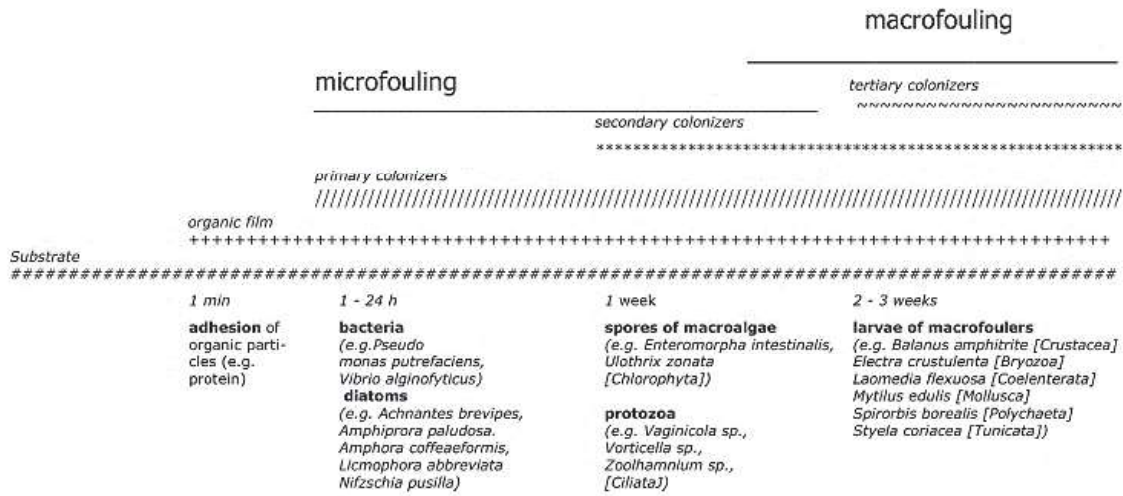 macrofouling
microfouling
tertiary colonizers
~~~~~~~~~~~~~~~~~~~~~~~
secondary colonizers
*********************************************************
primary colonizers
///////////////////////////////////////////////////////////////////////////////////////////////////////////
organic film
+++++++++++++++++++++++++++++++++++++++++++++++++++++++++++++++++++++++++++++++++++
Substrate
################################################################################################
1 min
adhesion of
organic parti-
cles (e.g.
protein)
1 - 24 h
bacteria
(e.g.Pseudo
monas putrefaciens,
Vibrio alginofyticus)
diatoms
(e.g. Achnantes brevipes,
Amphiprora paludosa.
Amphora coffeaeformis,
Licmophora abbreviata
Nifzschia pusilla)
1 week
spores of macroalgae
(e.g. Enteromorpha intestinalis,
Ulothrix zonata
[Chlorophyta])
protozoa
(e.g. Vaginicola sp.,
Vorticella sp.,
Zoolhamnium sp.,
[CiliataJ)
2 - 3 weeks
larvae of macrofoulers
(e.g. Balanus amphitrite [Crustacea]
Electra crustulenta [Bryozoa]
Laomedia flexuosa [Coelenterata]
Mytilus edulis [Mollusca]
Spirorbis borealis [Polychaeta]
Styela coriacea [Tunicata])